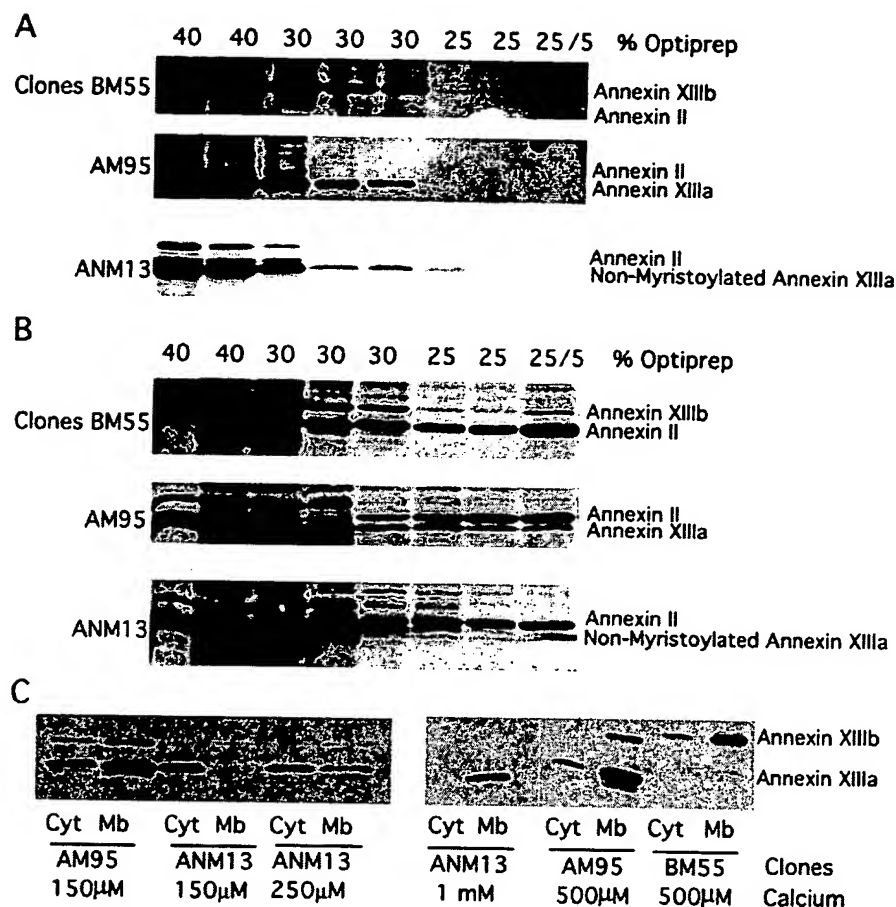 A
40 40 30 30 30 25 25 25/5 % Optiprep
Clones BM55
Annexin XIIIb
Annexin II
AM95
Annexin II
Annexin XIIIa
ANM13
Annexin II
Non-Myristoylated Annexin XIIIa
B
40 40 30 30 30 25 25 25/5 % Optiprep
Clones BM55
Annexin XIIIb
Annexin II
AM95
Annexin II
Annexin XIIIa
ANM13
Annexin II
Non-Myristoylated Annexin XIIIa
C
Annexin XIIIb
Annexin XIIIa
Cyt Mb Cyt Mb Cyt Mb Cyt Mb Cyt Mb Cyt Mb
AM95 ANM13 ANM13 ANM13 AM95 BM55 Clones
150µM 150µM 250µM 1 mM 500µM 500µM Calcium